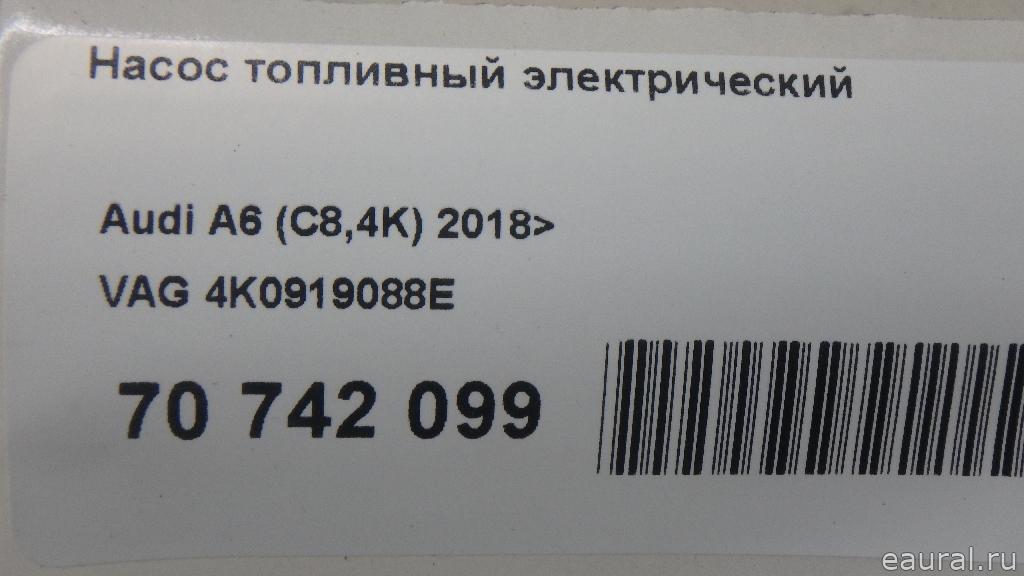 Насос топливный электрический
Audi A6 (C8,4K) 2018>
VAG 4K0919088E
70 742 099
eaural.ru